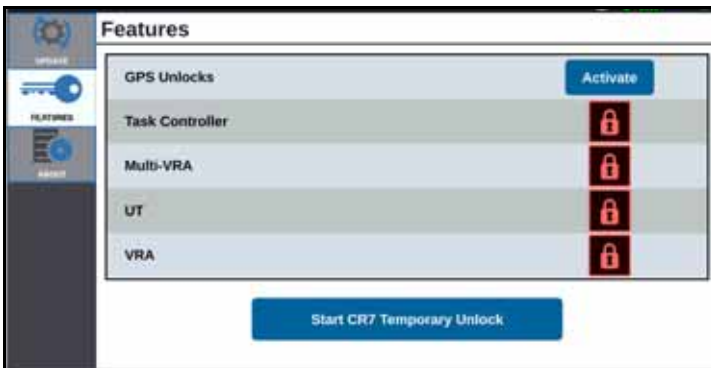 Features
UPDATE
GPS Unlocks
Activate
FEATURES
Task Controller
Multi-VRA
ABOUT
UT
VRA
Start CR7 Temporary Unlock